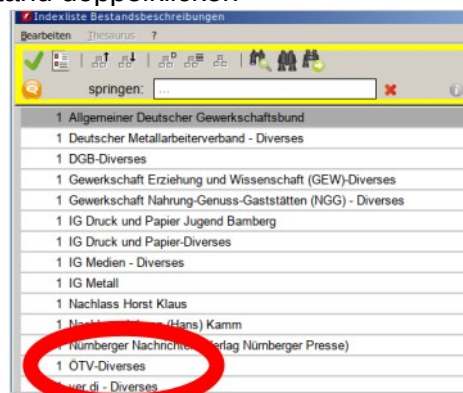 doppelklicken
Indexliste Bestandsbeschreibungen
Bearbeiten Thesaurus ?
springen: ...
1 Allgemeiner Deutscher Gewerkschaftsbund
1 Deutscher Metallarbeiterverband - Diverses
1 DGB-Diverses
1 Gewerkschaft Erziehung und Wissenschaft (GEW)-Diverses
1 Gewerkschaft Nahrung-Genuss-Gaststätten (NGG) - Diverses
1 IG Druck und Papier Jugend Bamberg
1 IG Druck und Papier-Diverses
1 IG Medien - Diverses
1 IG Metall
1 Nachlass Horst Klaus
1 (Hans) Kamm
1 Nürnberger Nachrichten Verlag Nürnberger Presse)
1 ÖTV-Diverses
1 ver di - Diverses